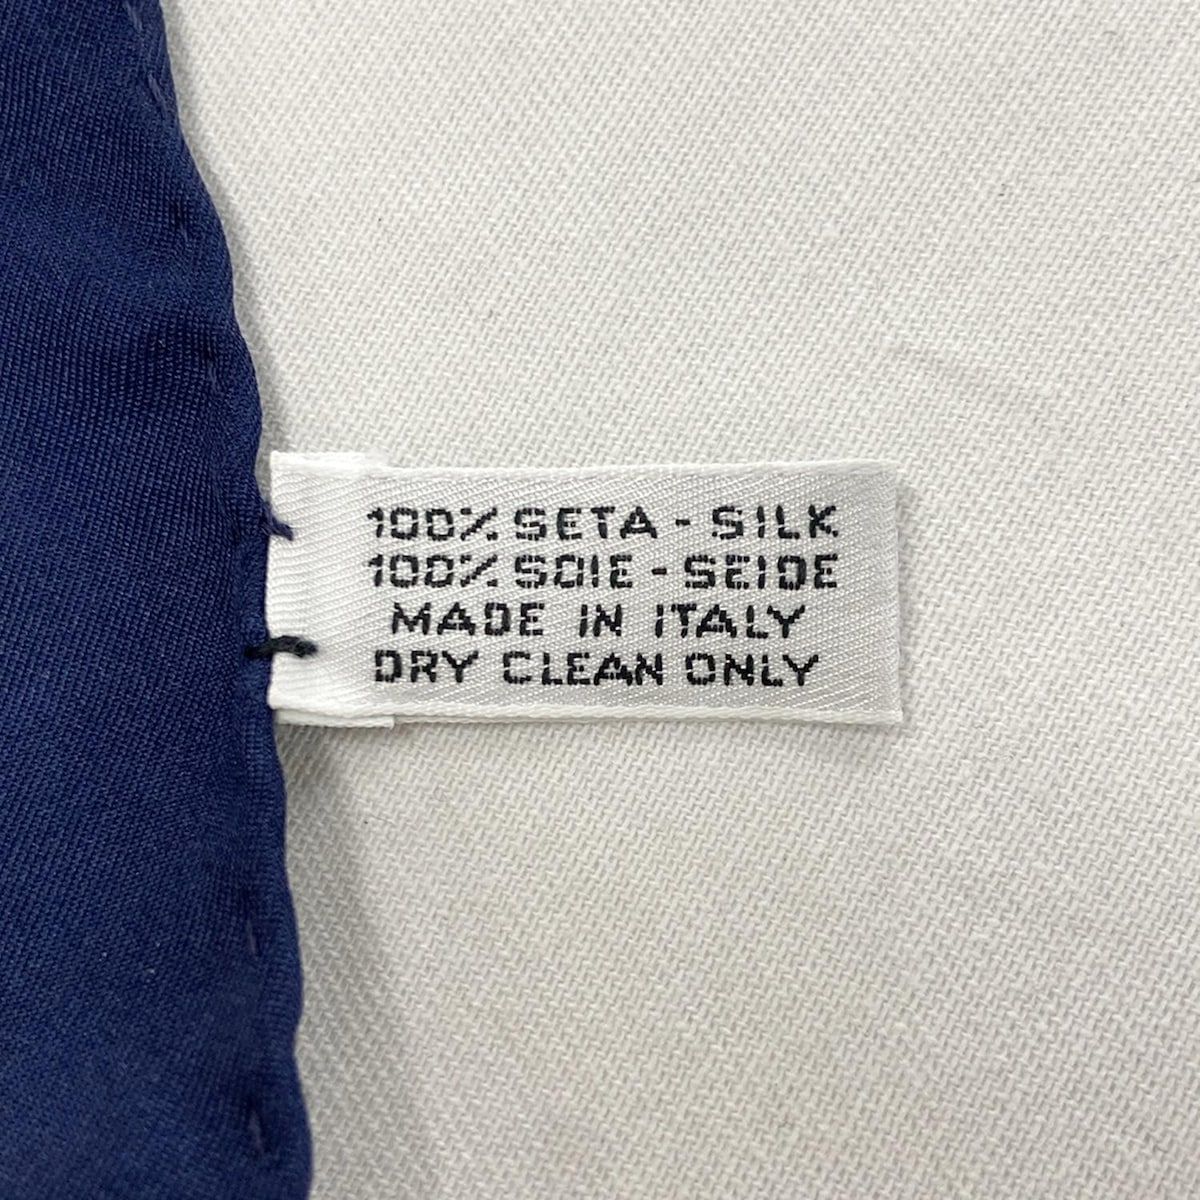 100% SETA - SILK
100% SOIE - SEIDE
MADE IN ITALY
DRY CLEAN ONLY